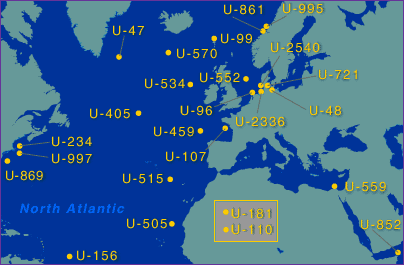 U-861
U-995
U-47
U-99
U-570
U-2540
U-534
U-552
U-721
U-405
U-96
U-48
U-459
U-2336
U-234
U-107
U-997
U-869
U-515
U-559
North Atlantic
U-181
U-505
U-852
U-110
U-156